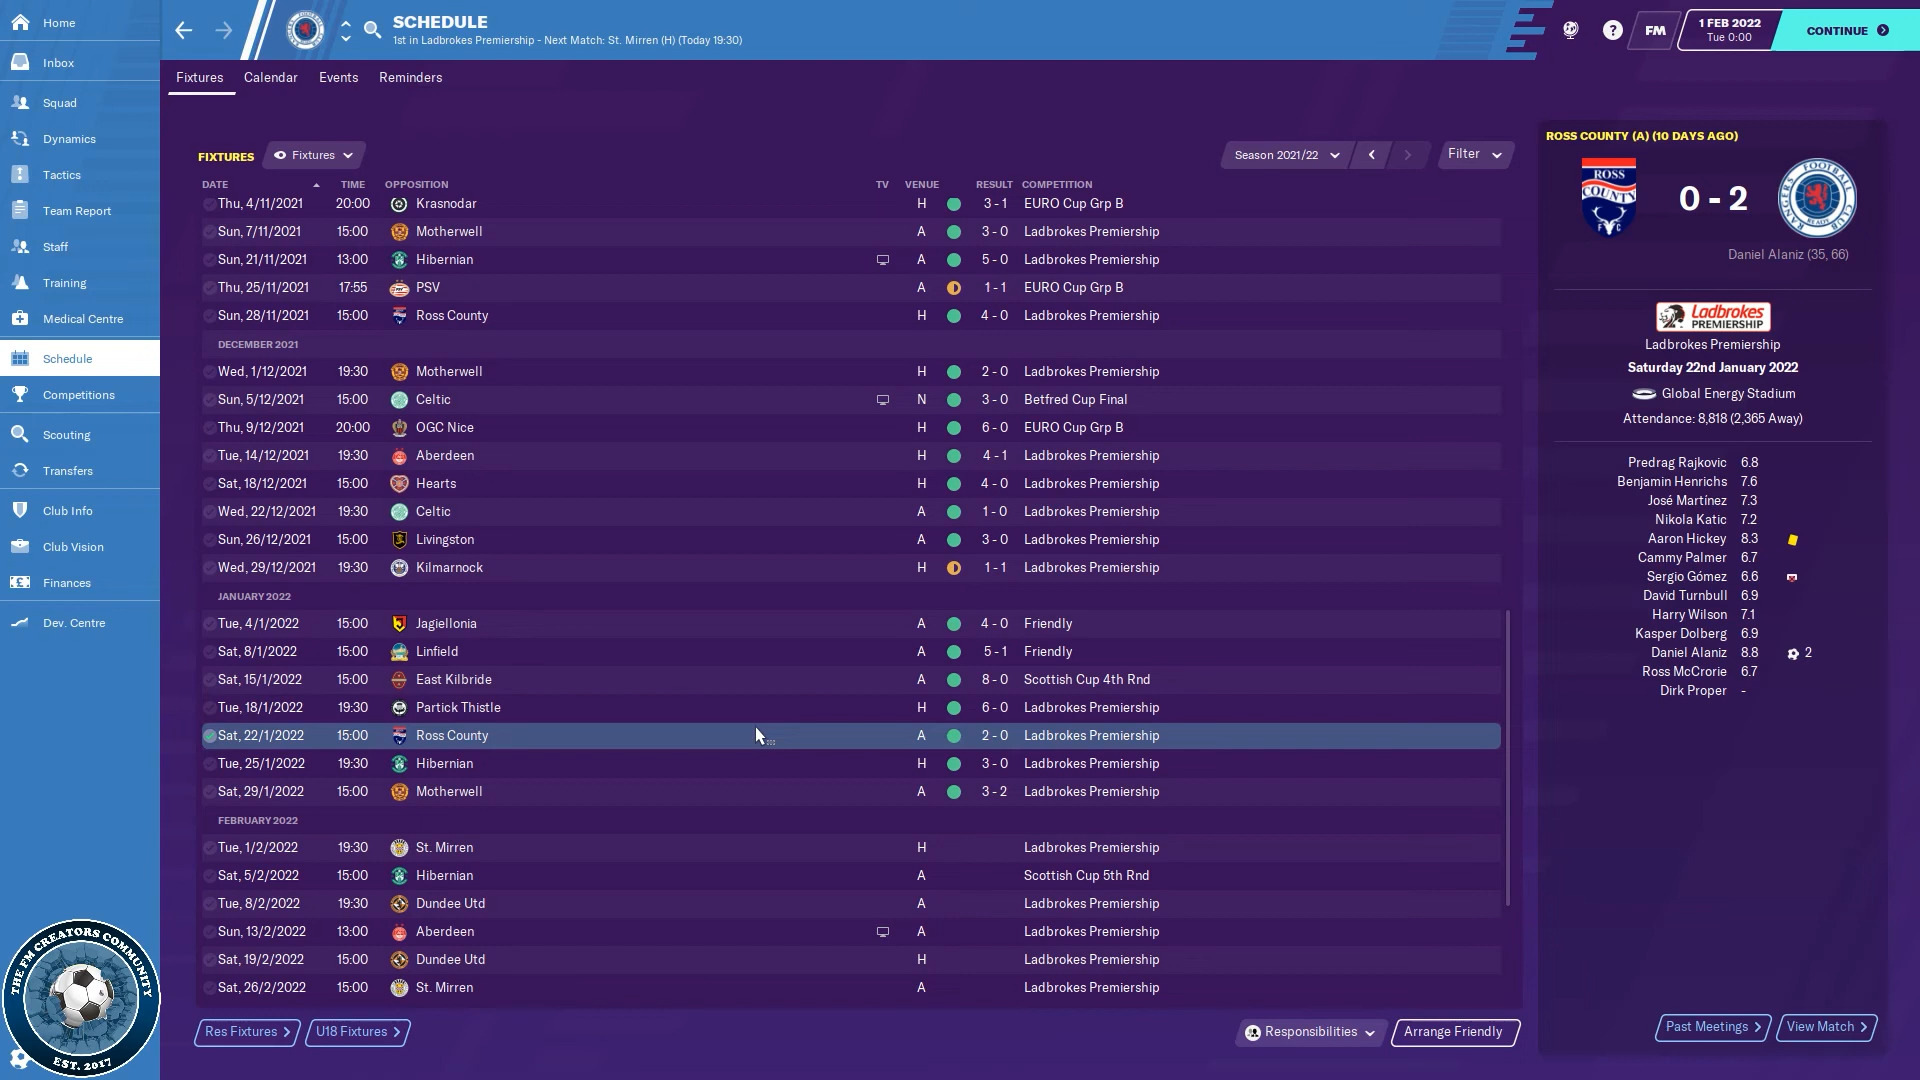 Home
Inbox
Squad
Dynamics
Tactics
Team Report
Staff
Training
Medical Centre
Schedule
Competitions
Scouting
Transfers
Club Info
Club Vision
Finances
Dev. Centre
THE FM CREATORS COMMUNITY
EST. 2017
SCHEDULE
1st in Ladbrokes Premiership - Next Match: St. Mirren (H) (Today 19:30)
? FM 1 FEB 2022
Tue 0:00
CONTINUE
Fixtures Calendar Events Reminders
FIXTURES Fixtures Season 2021/22 Filter
DATE TIME OPPOSITION TV VENUE RESULT COMPETITION
Thu, 4/11/2021 20:00 Krasnodar H 3 - 1 EURO Cup Grp B
Sun, 7/11/2021 15:00 Motherwell A 3 - 0 Ladbrokes Premiership
Sun, 21/11/2021 13:00 Hibernian A 5 - 0 Ladbrokes Premiership
Thu, 25/11/2021 17:55 PSV A 1 - 1 EURO Cup Grp B
Sun, 28/11/2021 15:00 Ross County H 4 - 0 Ladbrokes Premiership
DECEMBER 2021
Wed, 1/12/2021 19:30 Motherwell H 2 - 0 Ladbrokes Premiership
Sun, 5/12/2021 15:00 Celtic N 3 - 0 Betfred Cup Final
Thu, 9/12/2021 20:00 OGC Nice H 6 - 0 EURO Cup Grp B
Tue, 14/12/2021 19:30 Aberdeen H 4 - 1 Ladbrokes Premiership
Sat, 18/12/2021 15:00 Hearts H 4 - 0 Ladbrokes Premiership
Wed, 22/12/2021 19:30 Celtic A 1 - 0 Ladbrokes Premiership
Sun, 26/12/2021 15:00 Livingston A 3 - 0 Ladbrokes Premiership
Wed, 29/12/2021 19:30 Kilmarnock H 1 - 1 Ladbrokes Premiership
JANUARY 2022
Tue, 4/1/2022 15:00 Jagiellonia A 4 - 0 Friendly
Sat, 8/1/2022 15:00 Linfield A 5 - 1 Friendly
Sat, 15/1/2022 15:00 East Kilbride A 8 - 0 Scottish Cup 4th Rnd
Tue, 18/1/2022 19:30 Partick Thistle H 6 - 0 Ladbrokes Premiership
Sat, 22/1/2022 15:00 Ross County A 2 - 0 Ladbrokes Premiership
Tue, 25/1/2022 19:30 Hibernian H 3 - 0 Ladbrokes Premiership
Sat, 29/1/2022 15:00 Motherwell A 3 - 2 Ladbrokes Premiership
FEBRUARY 2022
Tue, 1/2/2022 19:30 St. Mirren H Ladbrokes Premiership
Sat, 5/2/2022 15:00 Hibernian A Scottish Cup 5th Rnd
Tue, 8/2/2022 19:30 Dundee Utd A Ladbrokes Premiership
Sun, 13/2/2022 13:00 Aberdeen A Ladbrokes Premiership
Sat, 19/2/2022 15:00 Dundee Utd H Ladbrokes Premiership
Sat, 26/2/2022 15:00 St. Mirren A Ladbrokes Premiership
Res Fixtures U18 Fixtures Responsibilities Arrange Friendly
ROSS COUNTY (A) (10 DAYS AGO)
ROSS
COUNTY
FC
0 - 2
RANGERS FOOTBALL CLUB
READY
Daniel Alaniz (35, 66)
Ladbrokes
PREMIERSHIP
Ladbrokes Premiership
Saturday 22nd January 2022
Global Energy Stadium
Attendance: 8,818 (2,365 Away)
Predrag Rajkovic 6.8
Benjamin Henrichs 7.6
José Martínez 7.3
Nikola Katic 7.2
Aaron Hickey 8.3
Cammy Palmer 6.7
Sergio Gómez 6.6
David Turnbull 6.9
Harry Wilson 7.1
Kasper Dolberg 6.9
Daniel Alaniz 8.8 2
Ross McCrorie 6.7
Dirk Proper -
Past Meetings View Match